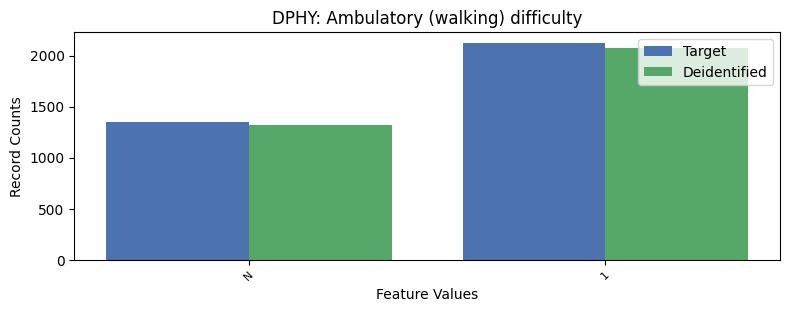 DPHY: Ambulatory (walking) difficulty
Target
Deidentified
Record Counts
2000
1500
1000
500
0
N
1
Feature Values